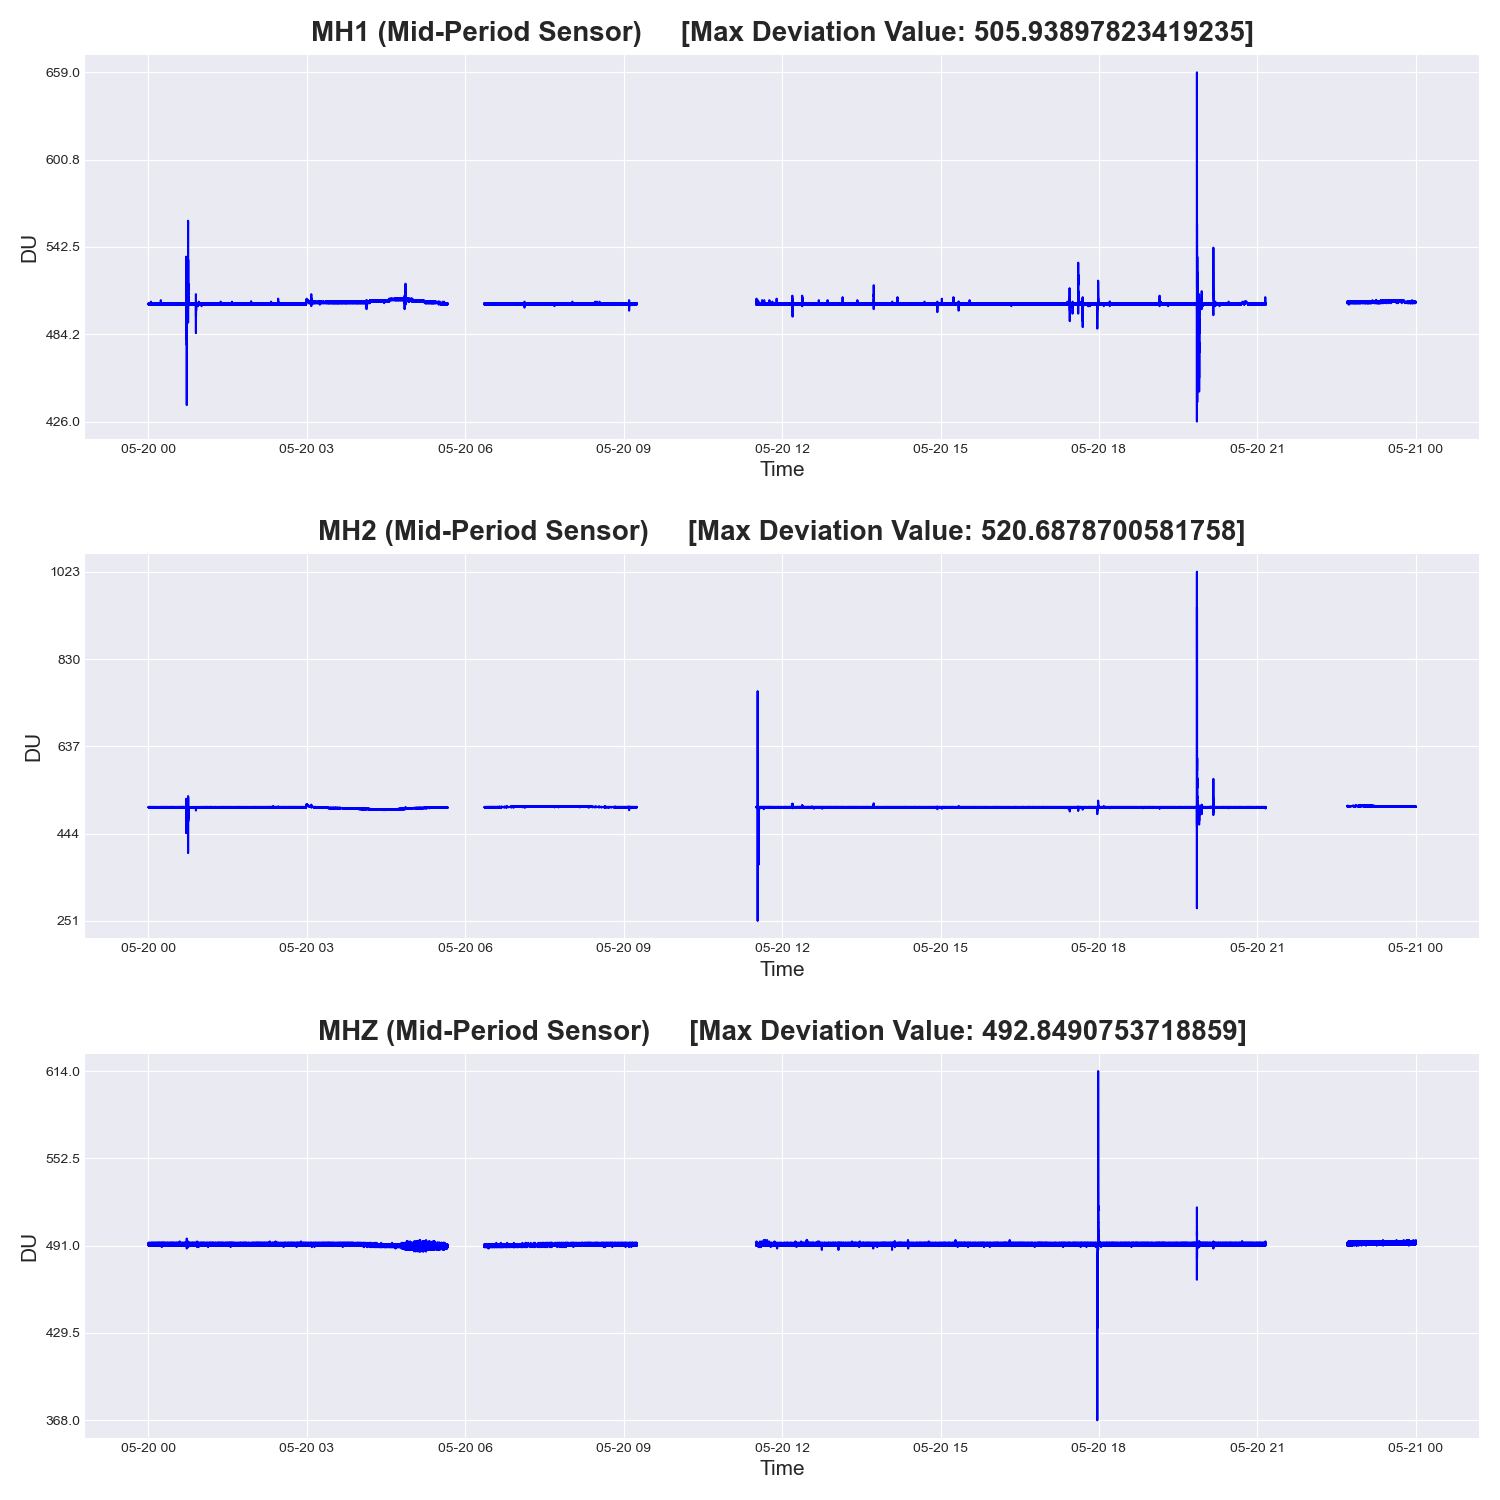 MH1 (Mid-Period Sensor) [Max Deviation Value: 505.93897823419235]
659.0
600.8
542.5
484.2
426.0
DU
05-20 00 05-20 03 05-20 06 05-20 09 05-20 12 05-20 15 05-20 18 05-20 21 05-21 00
Time
MH2 (Mid-Period Sensor) [Max Deviation Value: 520.6878700581758]
1023
830
637
444
251
DU
05-20 00 05-20 03 05-20 06 05-20 09 05-20 12 05-20 15 05-20 18 05-20 21 05-21 00
Time
MHZ (Mid-Period Sensor) [Max Deviation Value: 492.8490753718859]
614.0
552.5
491.0
429.5
368.0
DU
05-20 00 05-20 03 05-20 06 05-20 09 05-20 12 05-20 15 05-20 18 05-20 21 05-21 00
Time